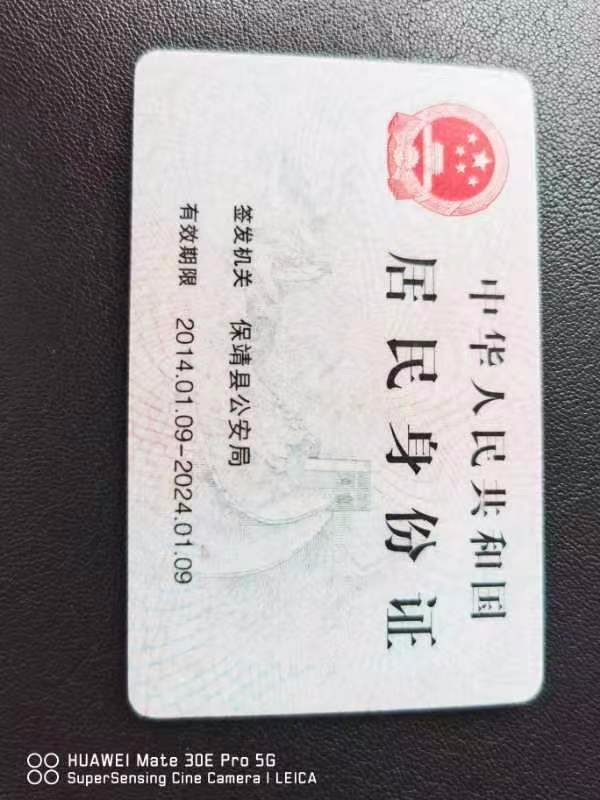 中华人民共和国
居民身份证
签发机关 保靖县公安局
有效期限 2014.01.09-2024.01.09
HUAWEI Mate 30E Pro 5G
SuperSensing Cine Camera | LEICA